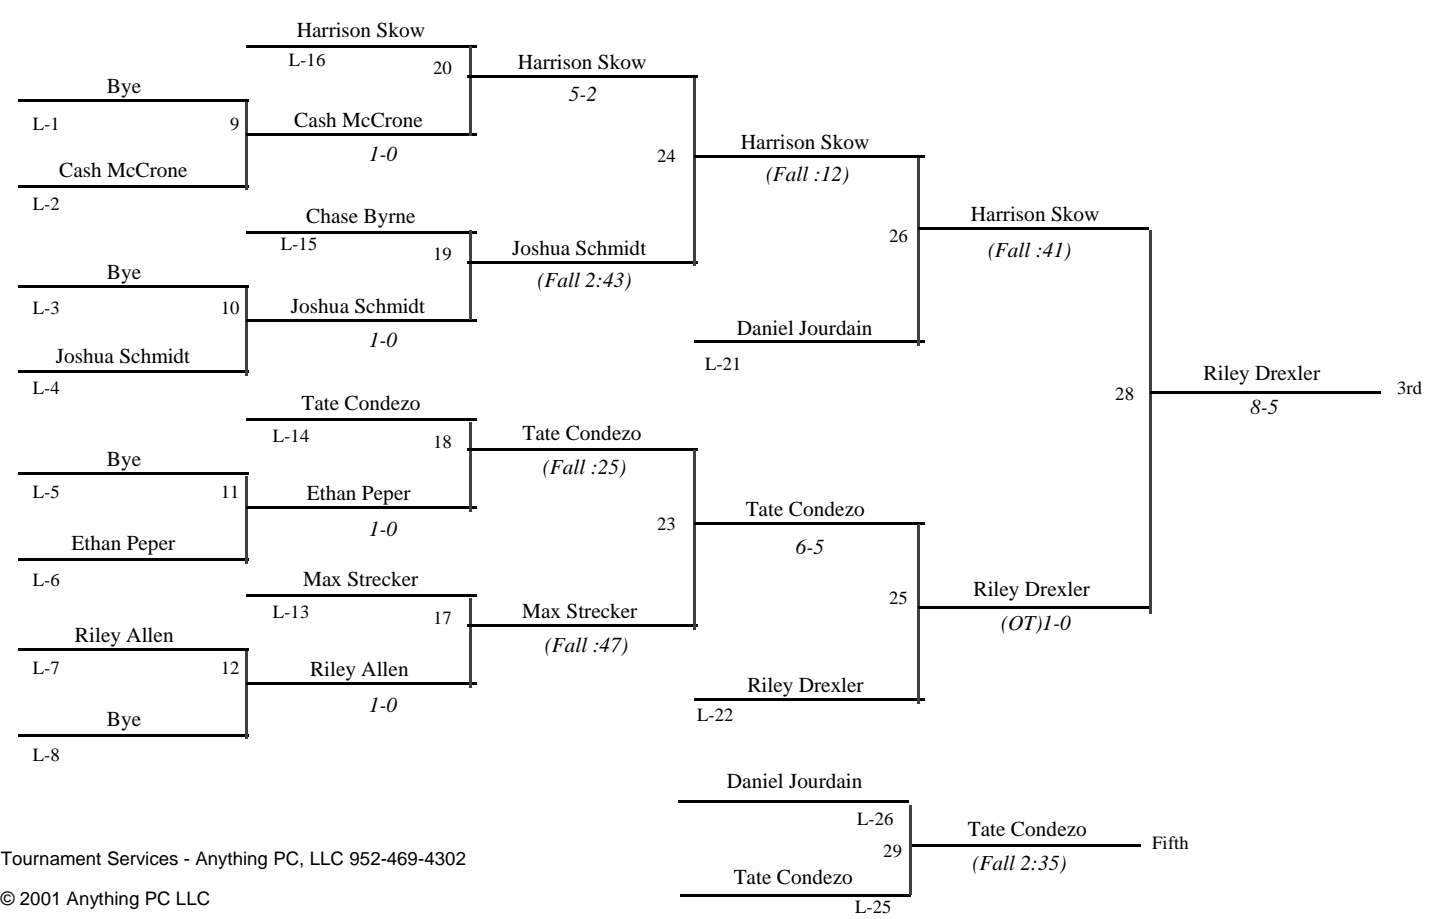 Harrison Skow
L-16
20
Harrison Skow
5-2
Bye
L-1
9
Cash McCrone
1-0
Cash McCrone
L-2
24
Harrison Skow
(Fall :12)
Chase Byrne
L-15
19
Joshua Schmidt
(Fall 2:43)
Bye
L-3
10
Joshua Schmidt
1-0
Joshua Schmidt
L-4
26
Harrison Skow
(Fall :41)
Daniel Jourdain
L-21
28
Riley Drexler
8-5
3rd
Tate Condezo
L-14
18
Tate Condezo
(Fall :25)
Bye
L-5
11
Ethan Peper
1-0
Ethan Peper
L-6
23
Tate Condezo
6-5
Max Strecker
L-13
17
Max Strecker
(Fall :47)
Riley Allen
L-7
12
Riley Allen
1-0
Bye
L-8
25
Riley Drexler
(OT)1-0
Riley Drexler
L-22
Daniel Jourdain
L-26
29
Tate Condezo
(Fall 2:35)
Fifth
Tate Condezo
L-25
Tournament Services - Anything PC, LLC 952-469-4302
© 2001 Anything PC LLC